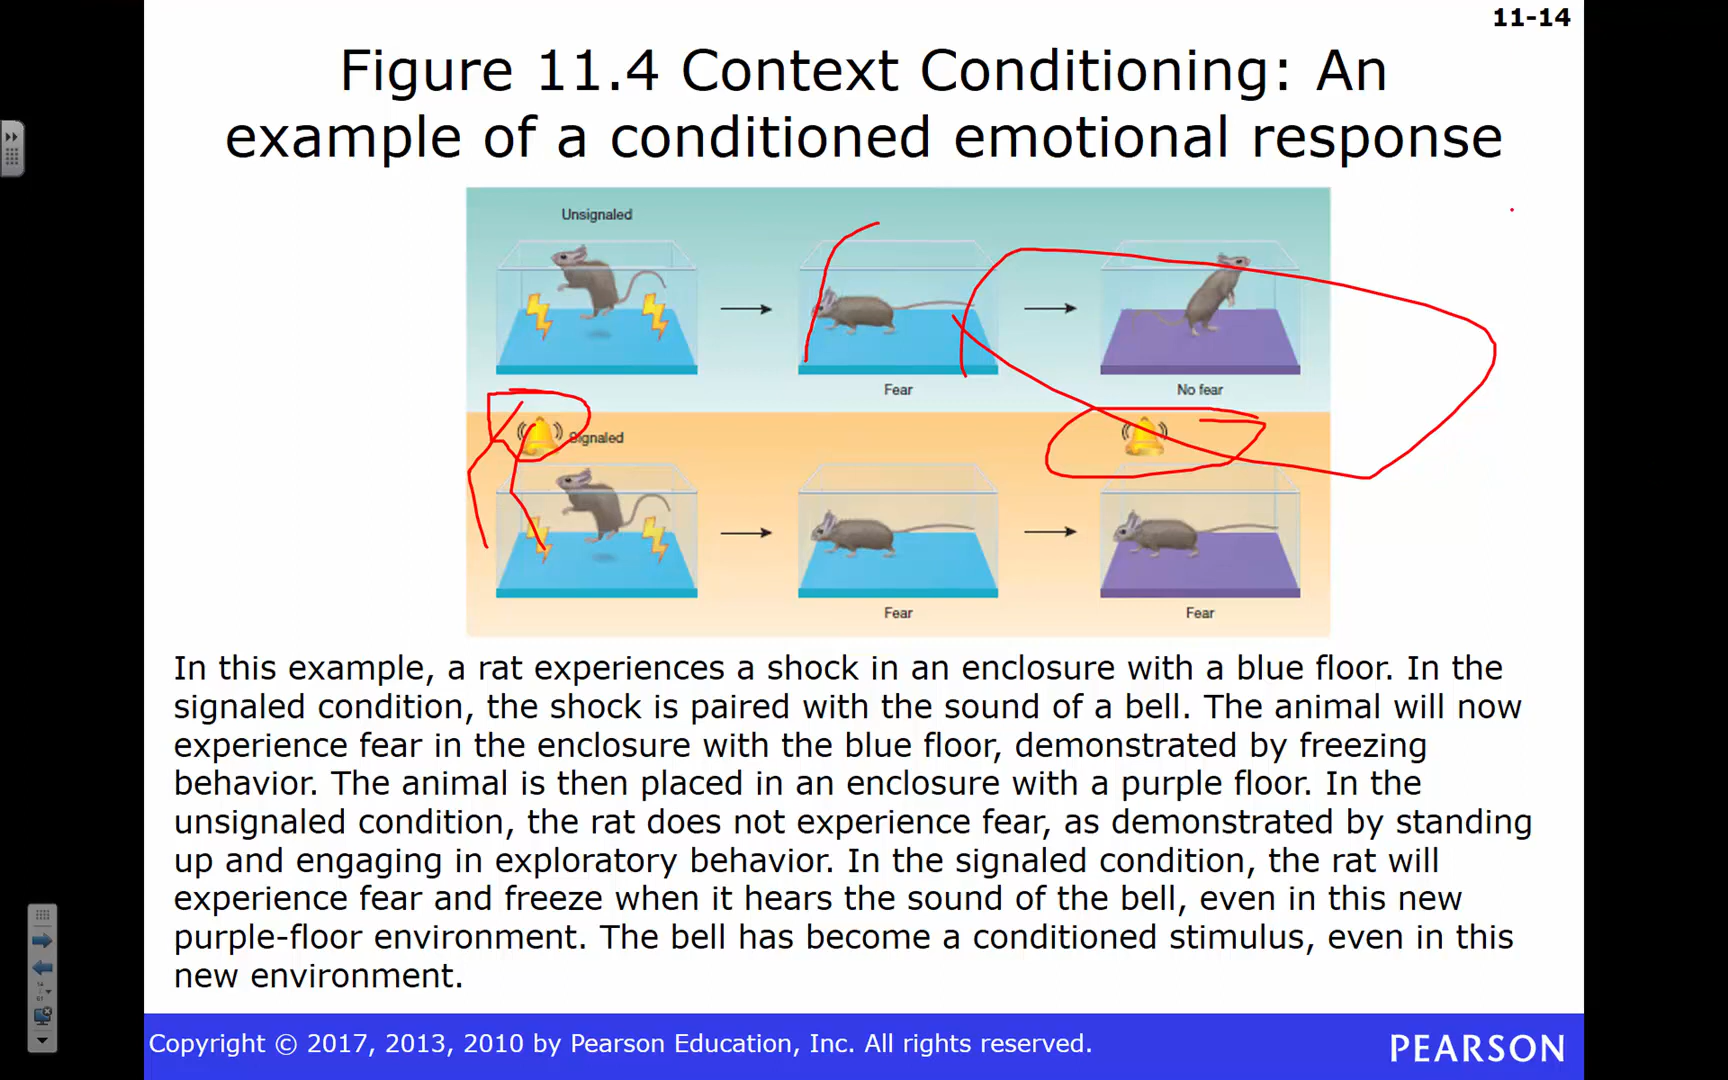 11-14
Figure 11.4 Context Conditioning: An
example of a conditioned emotional response
Unsignaled
Fear
No fear
Signaled
Fear
Fear
In this example, a rat experiences a shock in an enclosure with a blue floor. In the
signaled condition, the shock is paired with the sound of a bell. The animal will now
experience fear in the enclosure with the blue floor, demonstrated by freezing
behavior. The animal is then placed in an enclosure with a purple floor. In the
unsignaled condition, the rat does not experience fear, as demonstrated by standing
up and engaging in exploratory behavior. In the signaled condition, the rat will
experience fear and freeze when it hears the sound of the bell, even in this new
purple-floor environment. The bell has become a conditioned stimulus, even in this
new environment.
Copyright © 2017, 2013, 2010 by Pearson Education, Inc. All rights reserved.
PEARSON